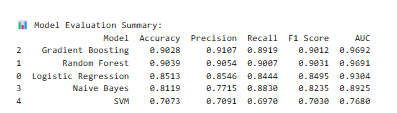 📊 Model Evaluation Summary:
Model Accuracy Precision Recall F1 Score AUC
2 Gradient Boosting 0.9028 0.9107 0.8919 0.9012 0.9692
1 Random Forest 0.9039 0.9054 0.9007 0.9031 0.9691
0 Logistic Regression 0.8513 0.8546 0.8444 0.8495 0.9304
3 Naive Bayes 0.8119 0.7715 0.8830 0.8235 0.8925
4 SVM 0.7073 0.7091 0.6970 0.7030 0.7680